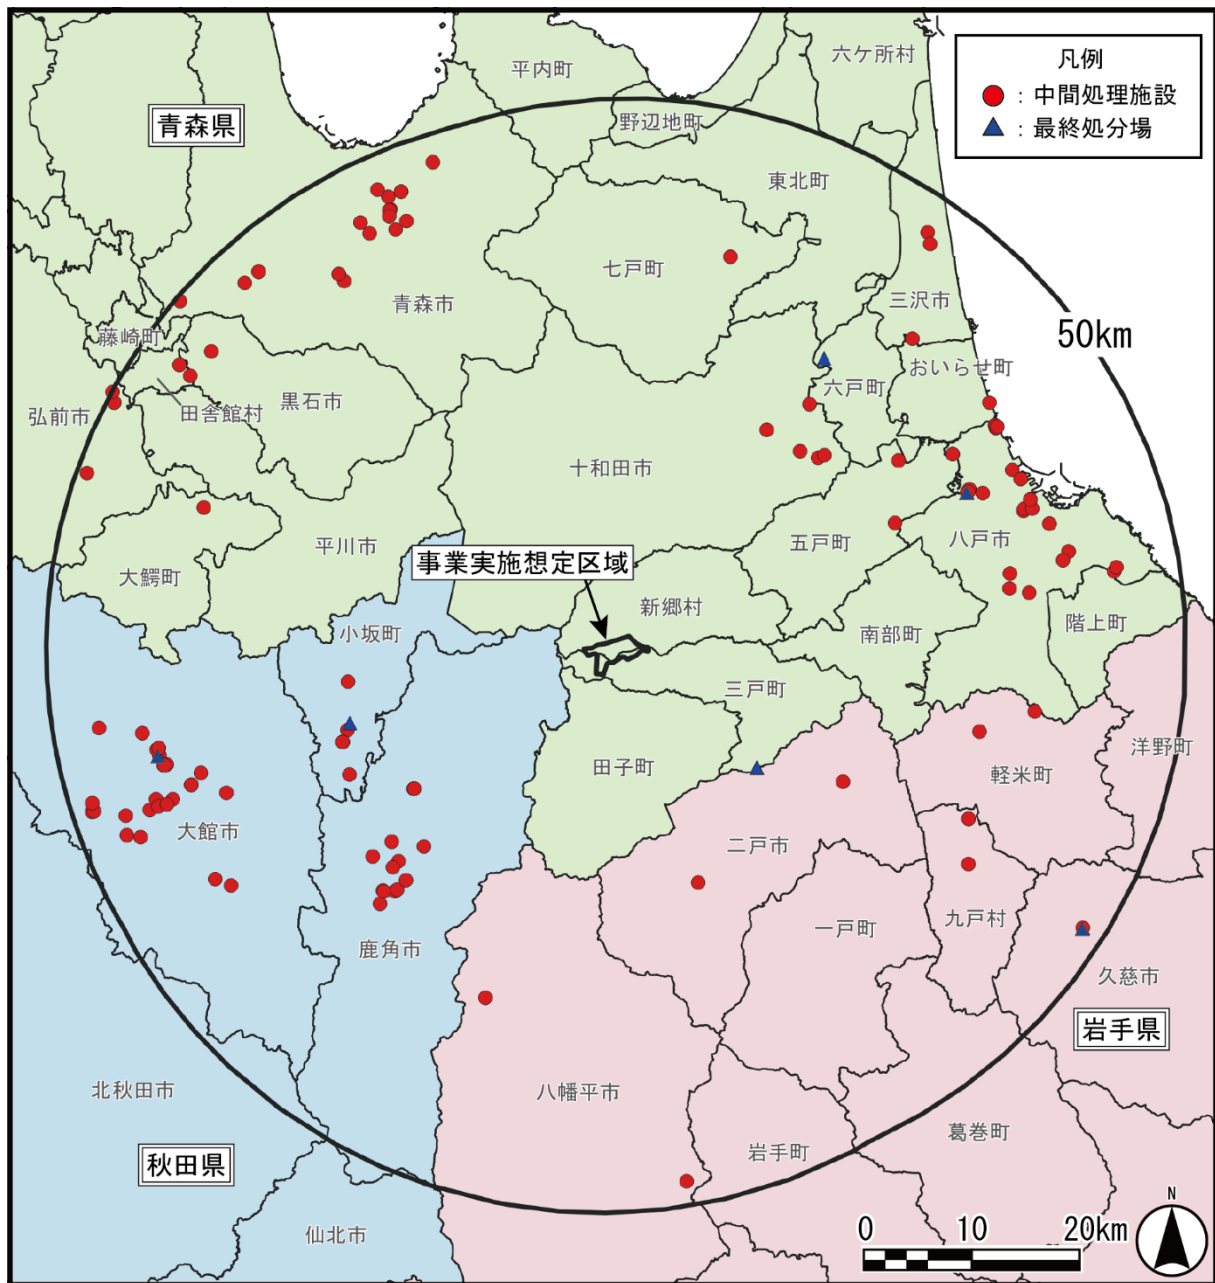 六ケ所村
凡例
：中間処理施設
：最終処分場
平内町
青森県
野辺地町
東北町
七戸町
三沢市
青森市
50km
藤崎町
おいらせ町
六戸町
黒石市
田舎館村
弘前市
十和田市
五戸町
八戸市
平川市
事業実施想定区域
大鰐町
新郷村
小坂町
南部町
階上町
三戸町
洋野町
田子町
軽米町
大館市
二戸市
九戸村
一戸町
鹿角市
久慈市
岩手県
北秋田市
八幡平市
葛巻町
岩手町
秋田県
仙北市
N
0 10 20km